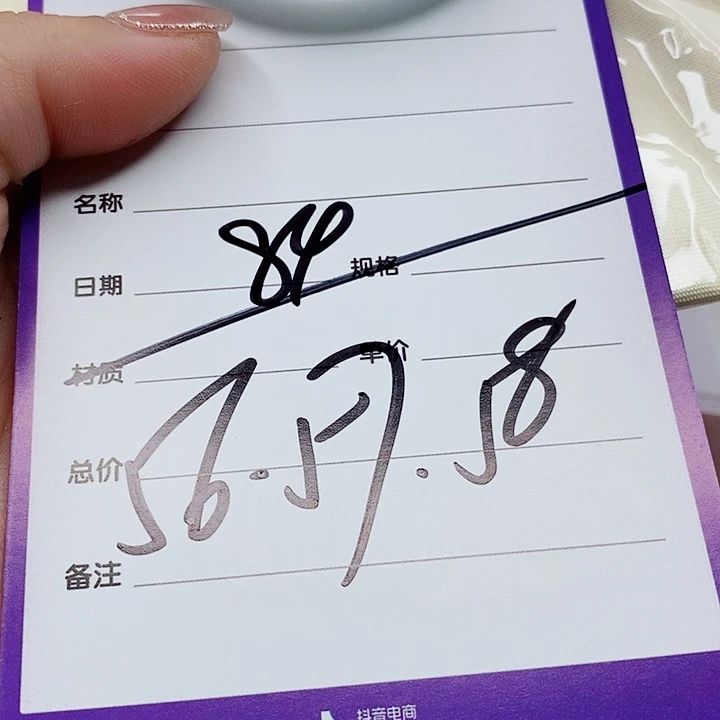 名称
84
日期 规格
材质 单价
56.57.58
总价
备注
抖音电商